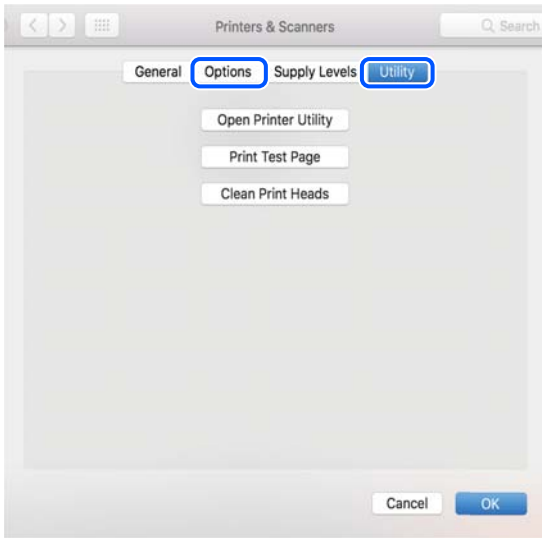 Printers & Scanners Search
General Options Supply Levels Utility
Open Printer Utility
Print Test Page
Clean Print Heads
Cancel OK